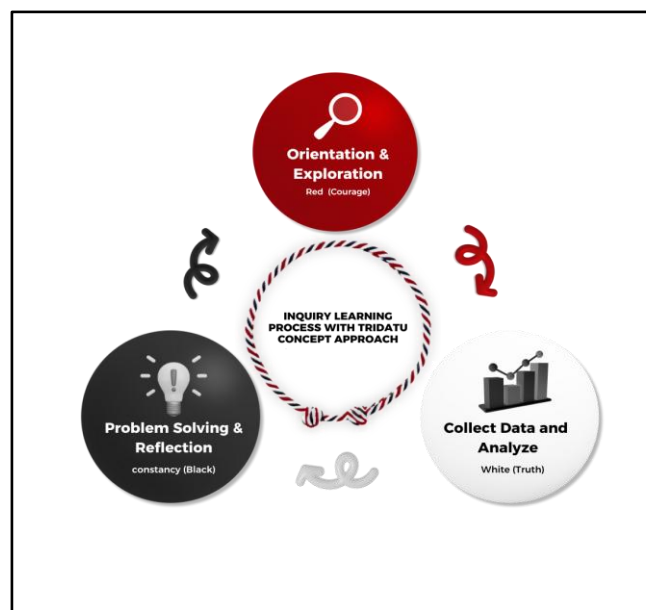 Orientation &
Exploration
Red (Courage)
INQUIRY LEARNING
PROCESS WITH TRIDATU
CONCEPT APPROACH
Problem Solving &
Reflection
constancy (Black)
Collect Data and
Analyze
White (Truth)